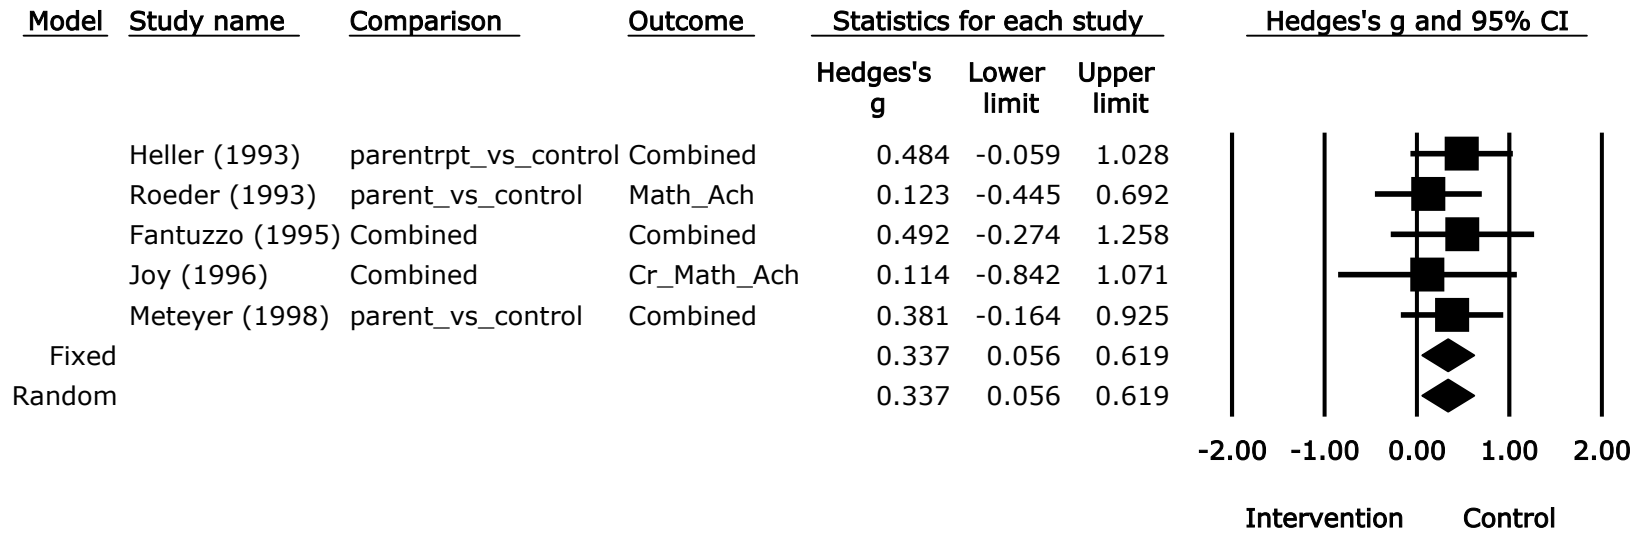 Model Study name Comparison Outcome Statistics for each study Hedges's g and 95% CI
Hedges's Lower Upper
g limit limit
Heller (1993) parentrpt_vs_control Combined 0.484 -0.059 1.028
Roeder (1993) parent_vs_control Math_Ach 0.123 -0.445 0.692
Fantuzzo (1995) Combined Combined 0.492 -0.274 1.258
Joy (1996) Combined Cr_Math_Ach 0.114 -0.842 1.071
Meteyer (1998) parent_vs_control Combined 0.381 -0.164 0.925
Fixed 0.337 0.056 0.619
Random 0.337 0.056 0.619
-2.00 -1.00 0.00 1.00 2.00
Intervention Control